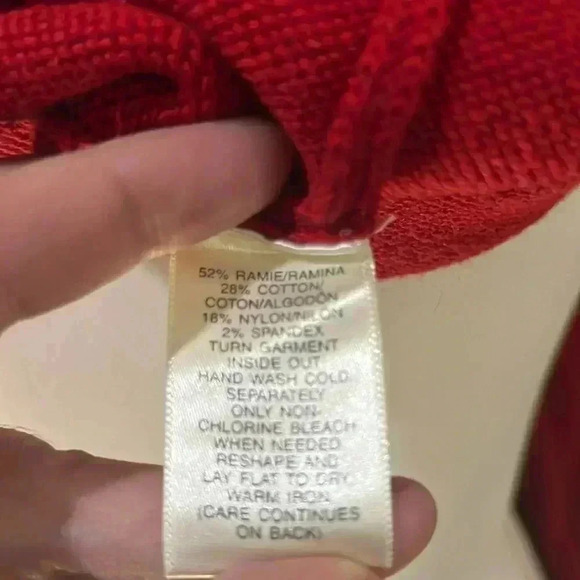 52% RAMIE/RAMINA
28% COTTON/
COTON/ALGODÓN
18% NYLON/NILON
2% SPANDEX
TURN GARMENT
INSIDE OUT
HAND WASH COLD
SEPARATELY
ONLY NON-
CHLORINE BLEACH
WHEN NEEDED
RESHAPE AND
LAY FLAT TO DRY
WARM IRON
(CARE CONTINUES
ON BACK)